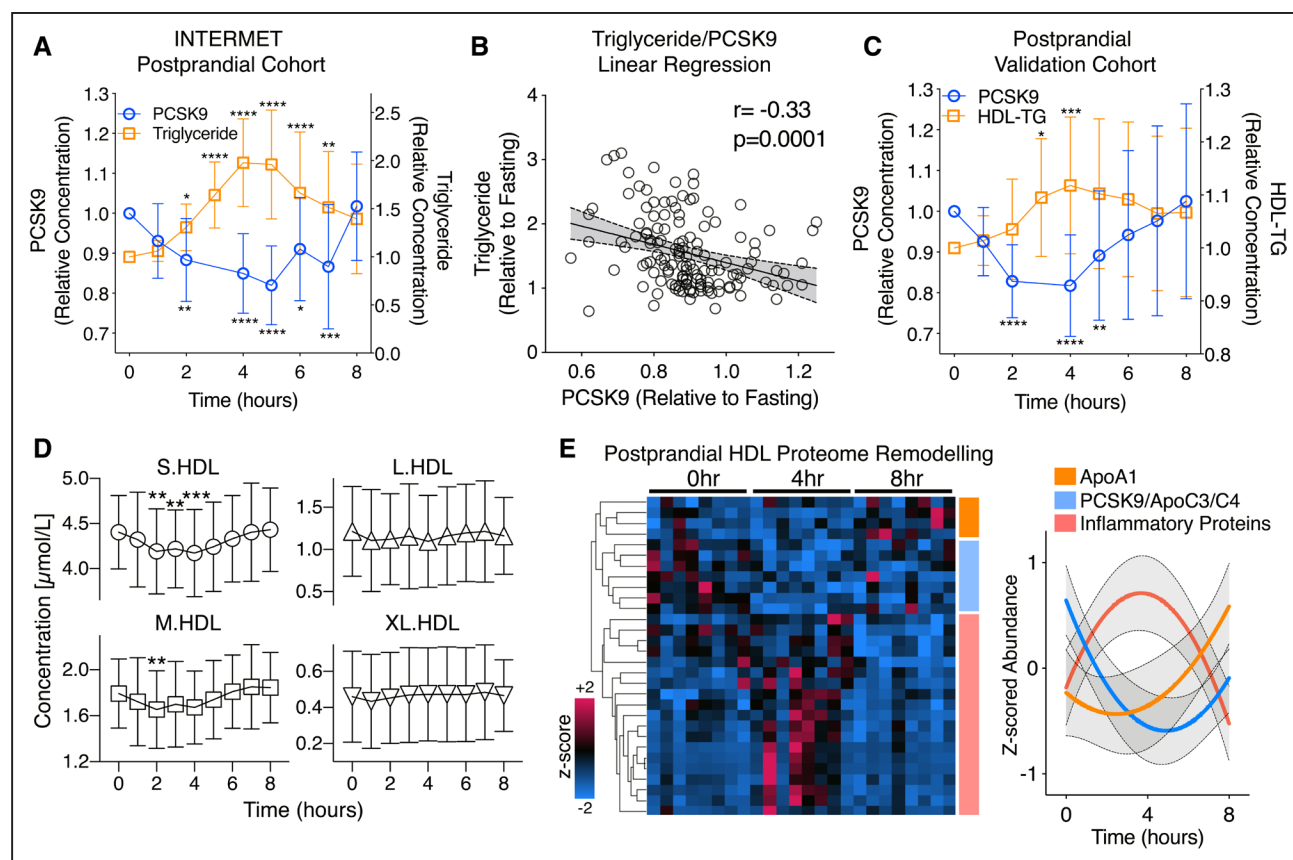 A
INTERMET
Postprandial Cohort
PCSK9
(Relative Concentration)
1.3
1.2
1.1
1.0
0.9
0.8
0.7
PCSK9
Triglyceride
*
****
****
****
****
**
**
****
****
*
***
2.5
2.0
1.5
1.0
0.5
0.0
Triglyceride
(Relative Concentration)
0 2 4 6 8
Time (hours)
B
Triglyceride/PCSK9
Linear Regression
r= -0.33
p=0.0001
Triglyceride
(Relative to Fasting)
4
3
2
1
0
0.6 0.8 1.0 1.2
PCSK9 (Relative to Fasting)
C
Postprandial
Validation Cohort
PCSK9
(Relative Concentration)
1.3
1.2
1.1
1.0
0.9
0.8
0.7
PCSK9
HDL-TG
*
***
****
****
**
1.3
1.2
1.1
1.0
0.9
0.8
HDL-TG
(Relative Concentration)
0 2 4 6 8
Time (hours)
D
Concentration [µmol/L]
S.HDL
5.0
4.5
4.0
** ** ***
L.HDL
1.5
1.0
0.5
M.HDL
2.0
1.6
1.2
**
XL.HDL
0.6
0.4
0.2
0 2 4 6 8
0 2 4 6 8
Time (hours)
E
Postprandial HDL Proteome Remodelling
0hr 4hr 8hr
+2
z-score
-2
ApoA1
PCSK9/ApoC3/C4
Inflammatory Proteins
Z-scored Abundance
1
0
-1
0 4 8
Time (hours)